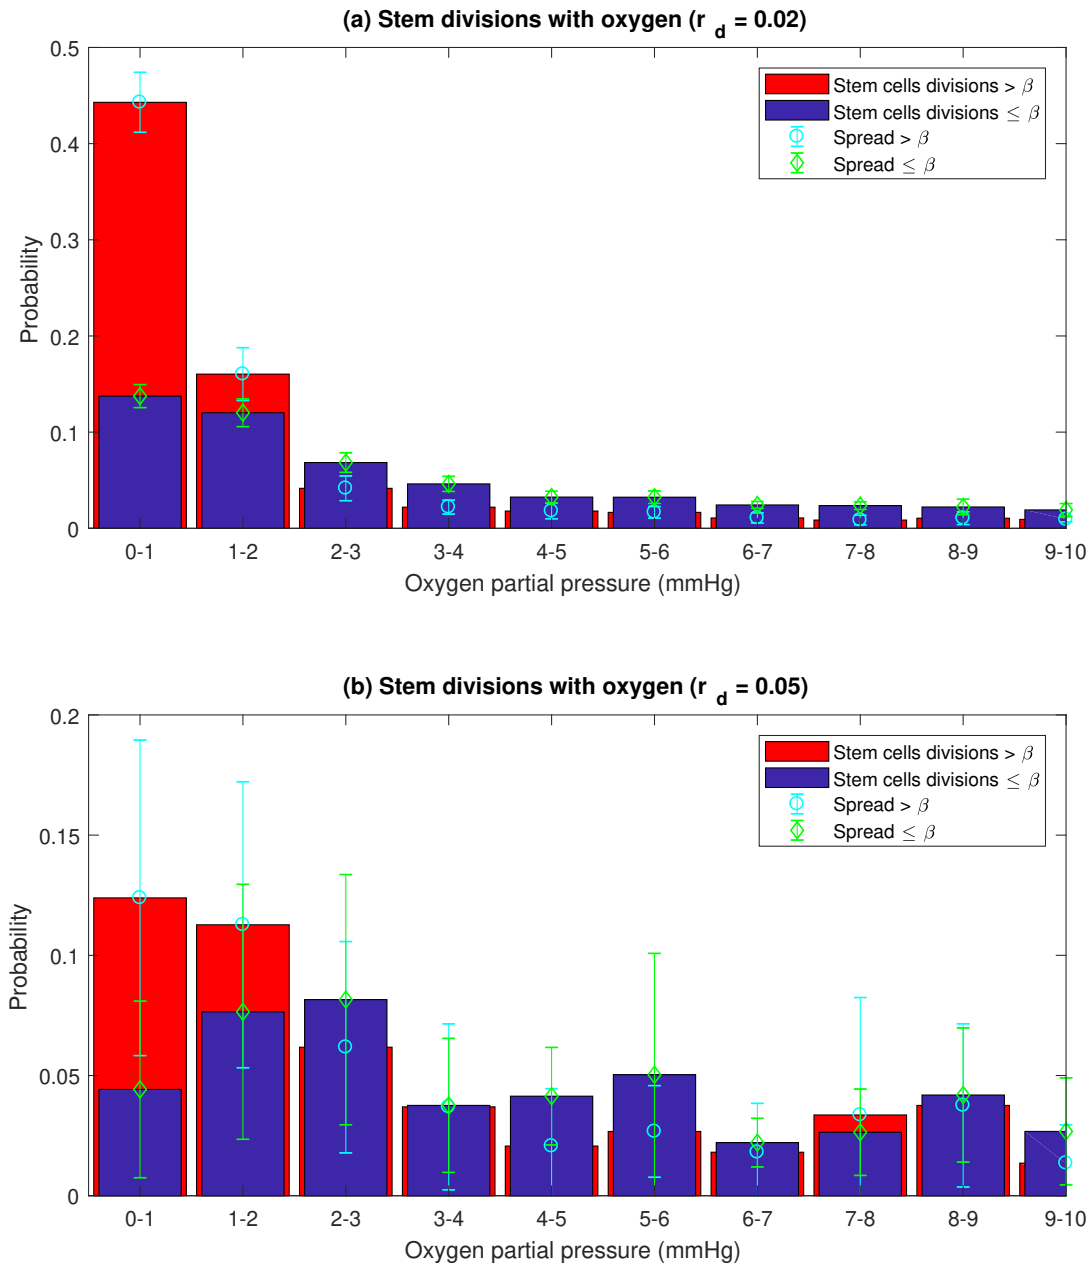 (a) Stem divisions with oxygen (r d = 0.02)
0.5
0.4
0.3
0.2
0.1
0
Probability
Stem cells divisions > β
Stem cells divisions ≤ β
Spread > β
Spread ≤ β
0-1 1-2 2-3 3-4 4-5 5-6 6-7 7-8 8-9 9-10
Oxygen partial pressure (mmHg)
(b) Stem divisions with oxygen (r d = 0.05)
0.2
0.15
0.1
0.05
0
Probability
Stem cells divisions > β
Stem cells divisions ≤ β
Spread > β
Spread ≤ β
0-1 1-2 2-3 3-4 4-5 5-6 6-7 7-8 8-9 9-10
Oxygen partial pressure (mmHg)